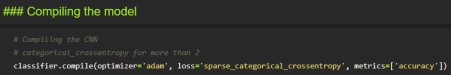 ### Compiling the model
# Compiling the CNN
# categorical_crossentropy for more than 2
classifier.compile(optimizer='adam', loss='sparse_categorical_crossentropy', metrics=['accuracy'])